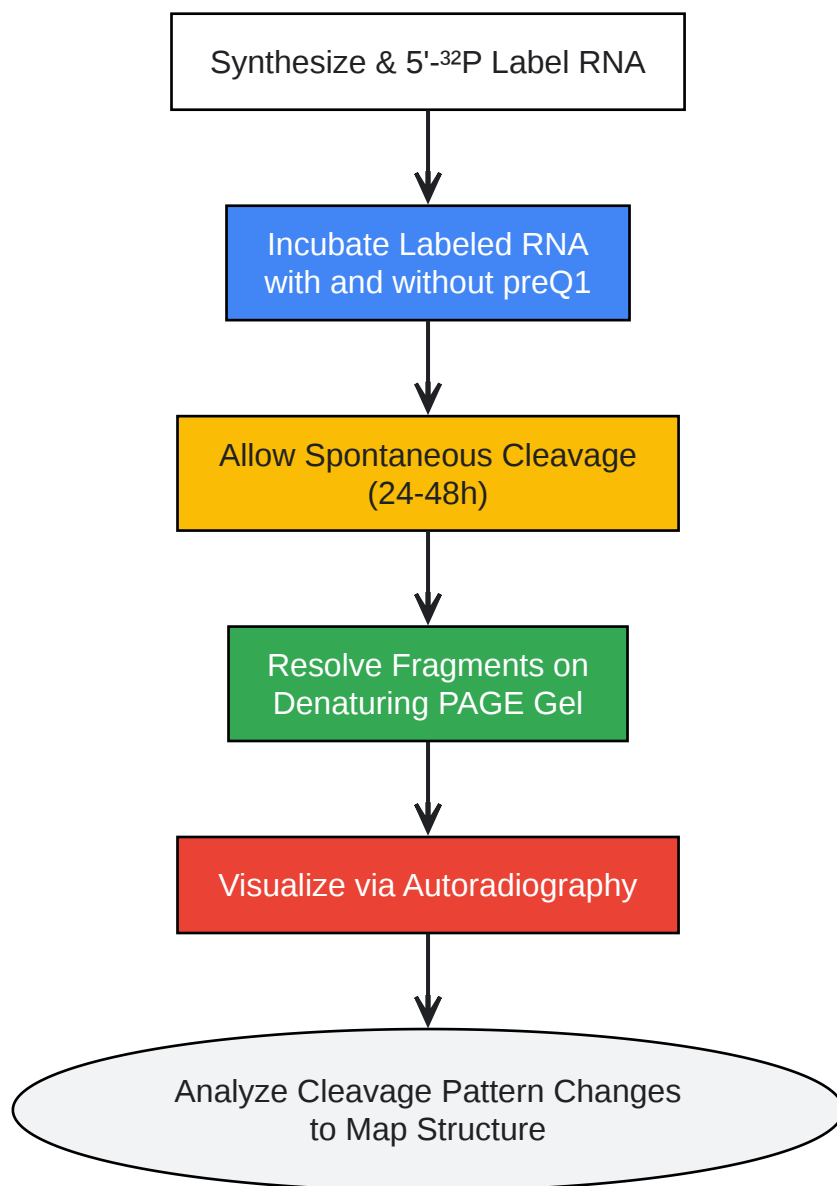 Synthesize & 5'-³²P Label RNA
Incubate Labeled RNA
with and without preQ1
Allow Spontaneous Cleavage
(24-48h)
Resolve Fragments on
Denaturing PAGE Gel
Visualize via Autoradiography
Analyze Cleavage Pattern Changes
to Map Structure